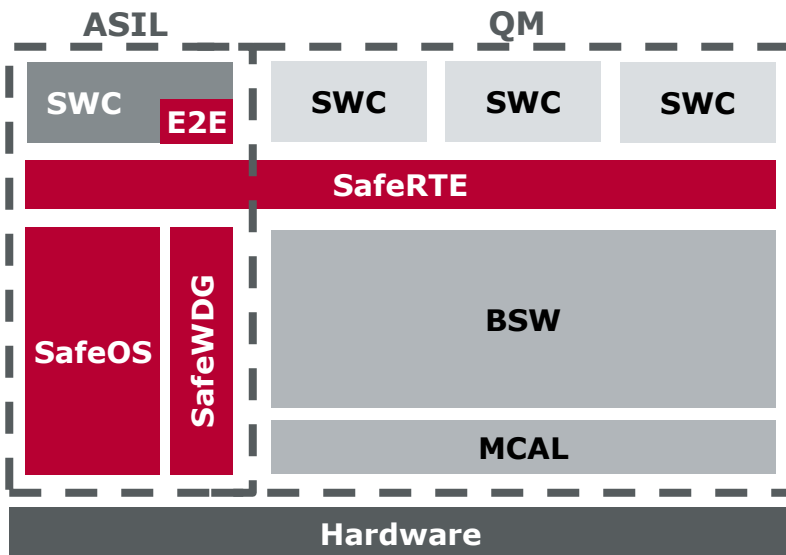 ASIL
QM
SWC
E2E
SWC
SWC
SWC
SafeRTE
SafeOS
SafeWDG
BSW
MCAL
Hardware